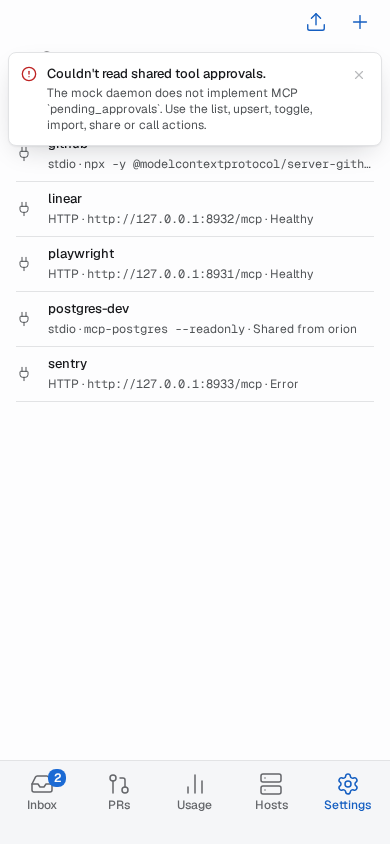 Couldn't read shared tool approvals.
The mock daemon does not implement MCP
`pending_approvals`. Use the list, upsert, toggle,
import, share or call actions.
github
stdio · npx -y @modelcontextprotocol/server-gith…
linear
HTTP · http://127.0.0.1:8932/mcp · Healthy
playwright
HTTP · http://127.0.0.1:8931/mcp · Healthy
postgres-dev
stdio · mcp-postgres --readonly · Shared from orion
sentry
HTTP · http://127.0.0.1:8933/mcp · Error
2
Inbox PRs Usage Hosts Settings